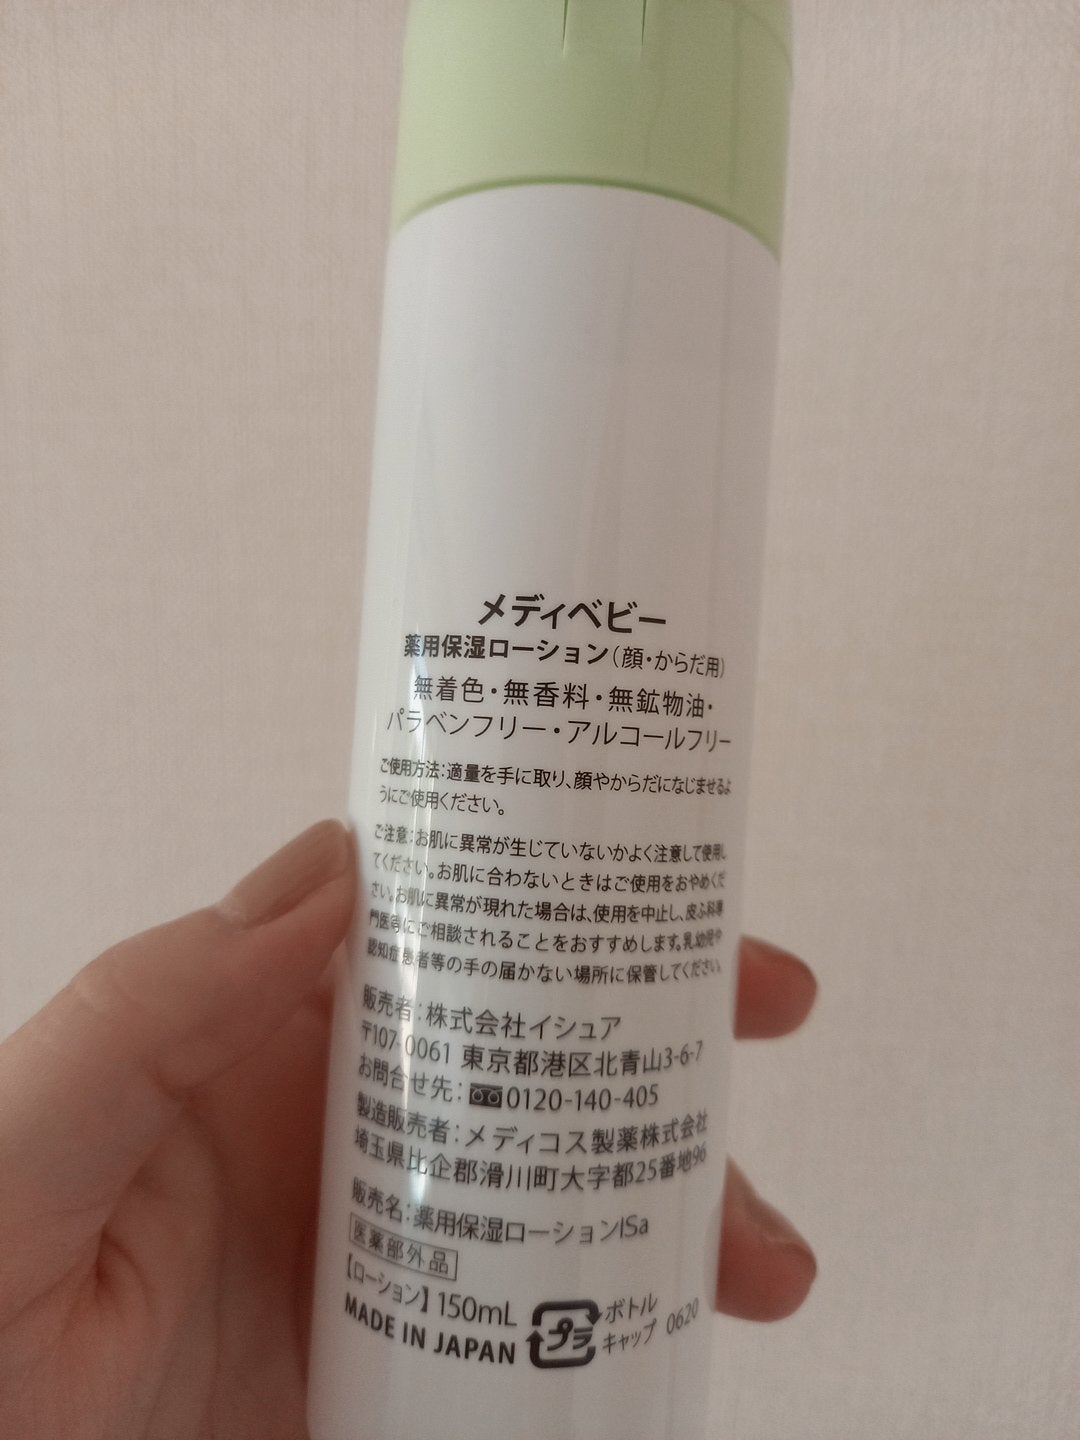 メディベビー
薬用保湿ローション(顔・からだ用)
無着色・無香料・無鉱物油・
パラベンフリー・アルコールフリー
ご使用方法:適量を手に取り、顔やからだになじませるよ
うにご使用ください。
ご注意:お肌に異常が生じていないかよく注意して使用し
てください。お肌に合わないときはご使用をおやめくだ
さい。お肌に異常が現れた場合は、使用を中止し、皮ふ科専
門医等にご相談されることをおすすめします。乳幼児や
認知症患者等の手の届かない場所に保管してください。
販売者:株式会社イシュア
〒107-0061 東京都港区北青山3-6-7
お問合せ先:0120-140-405
製造販売者:メディコス製薬株式会社
埼玉県比企郡滑川町大字都25番地96
販売名:薬用保湿ローションISa
医薬部外品
【ローション】150mL
MADE IN JAPAN
プラ
ボトル
キャップ
0620